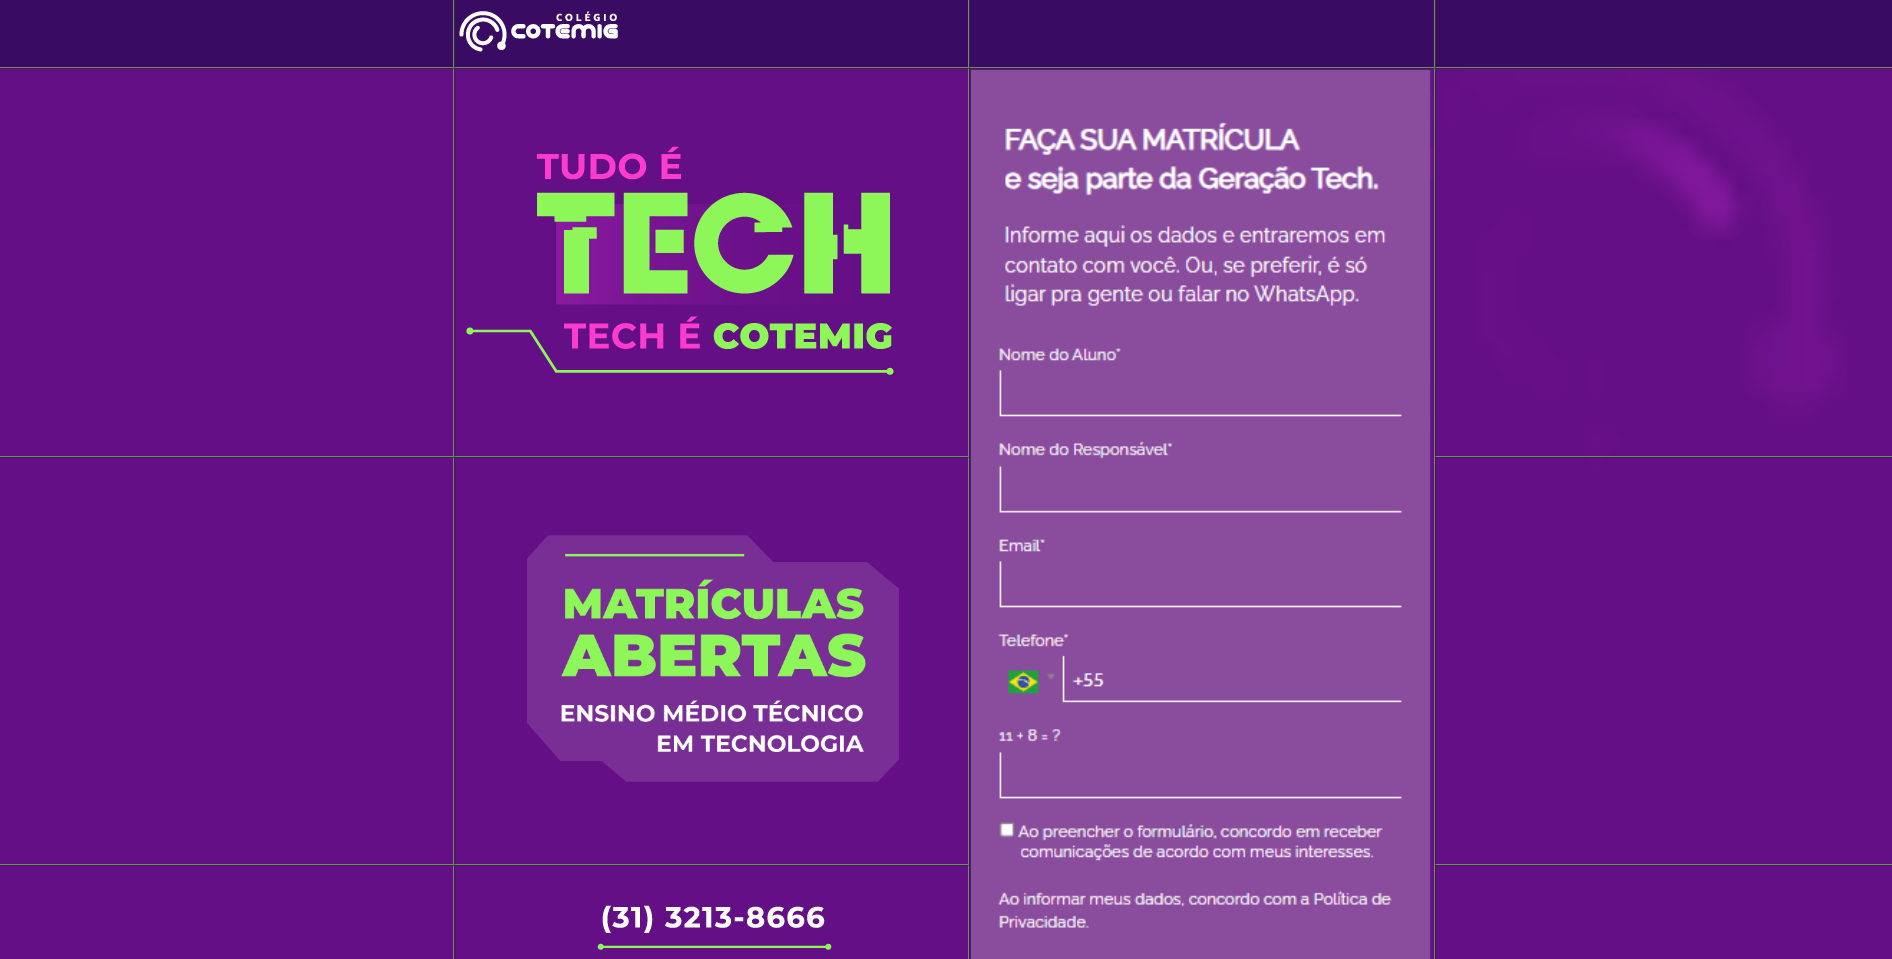 COLÉGIO
COTEMIG
TUDO É
TECH
TECH É COTEMIG
MATRÍCULAS
ABERTAS
ENSINO MÉDIO TÉCNICO
EM TECNOLOGIA
(31) 3213-8666
FAÇA SUA MATRÍCULA
e seja parte da Geração Tech.
Informe aqui os dados e entraremos em
contato com você. Ou, se preferir, é só
ligar pra gente ou falar no WhatsApp.
Nome do Aluno*
Nome do Responsável*
Email*
Telefone*
+55
11 + 8 = ?
Ao preencher o formulário, concordo em receber
comunicações de acordo com meus interesses.
Ao informar meus dados, concordo com a Política de
Privacidade.